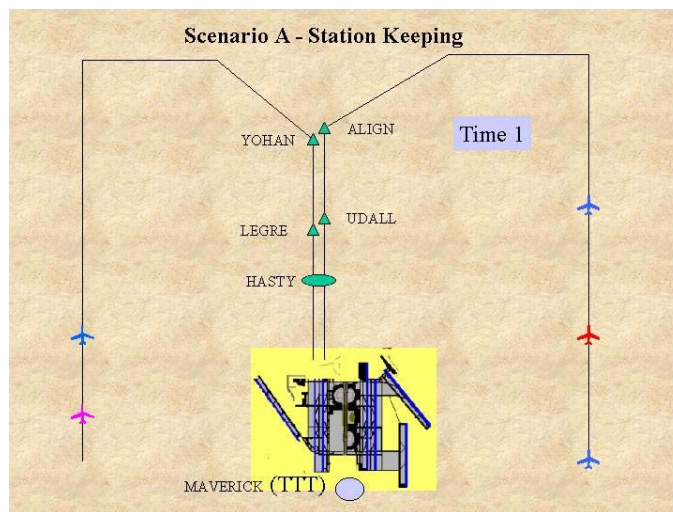 Scenario A - Station Keeping
ALIGN
YOHAN
Time 1
UDALL
LEGRE
HASTY
MAVERICK (TTT)